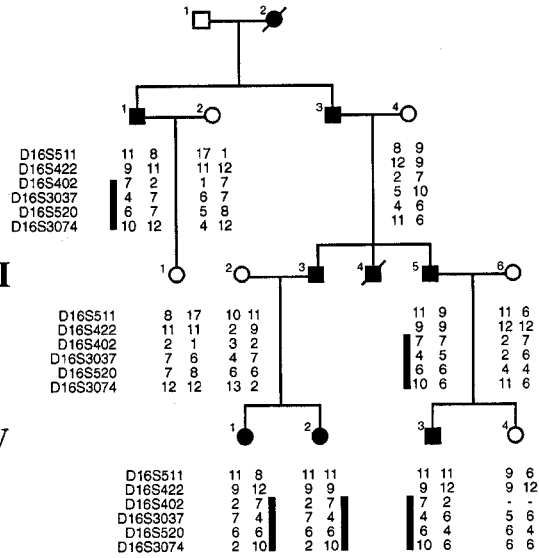 1 2
1 2 3 4
D16S511 11 8 17 1 8 9
D16S422 9 11 11 12 12 9
D16S402 7 2 1 7 2 7
D16S3037 4 7 6 7 5 10
D16S520 6 7 5 8 4 6
D16S3074 10 12 4 12 11 6
I 1 2 3 4 5 6
D16S511 8 17 10 11 11 9 11 6
D16S422 11 11 2 9 9 9 12 12
D16S402 2 1 3 2 7 7 2 7
D16S3037 7 6 4 7 4 5 2 6
D16S520 7 8 6 6 6 6 4 4
D16S3074 12 12 13 2 10 6 11 6
V 1 2 3 4
D16S511 11 8 11 11 11 11 9 6
D16S422 9 12 9 9 9 12 9 12
D16S402 2 7 2 7 7 2 - -
D16S3037 7 4 7 4 4 6 5 6
D16S520 6 6 6 6 6 4 6 4
D16S3074 2 10 2 10 10 6 6 6